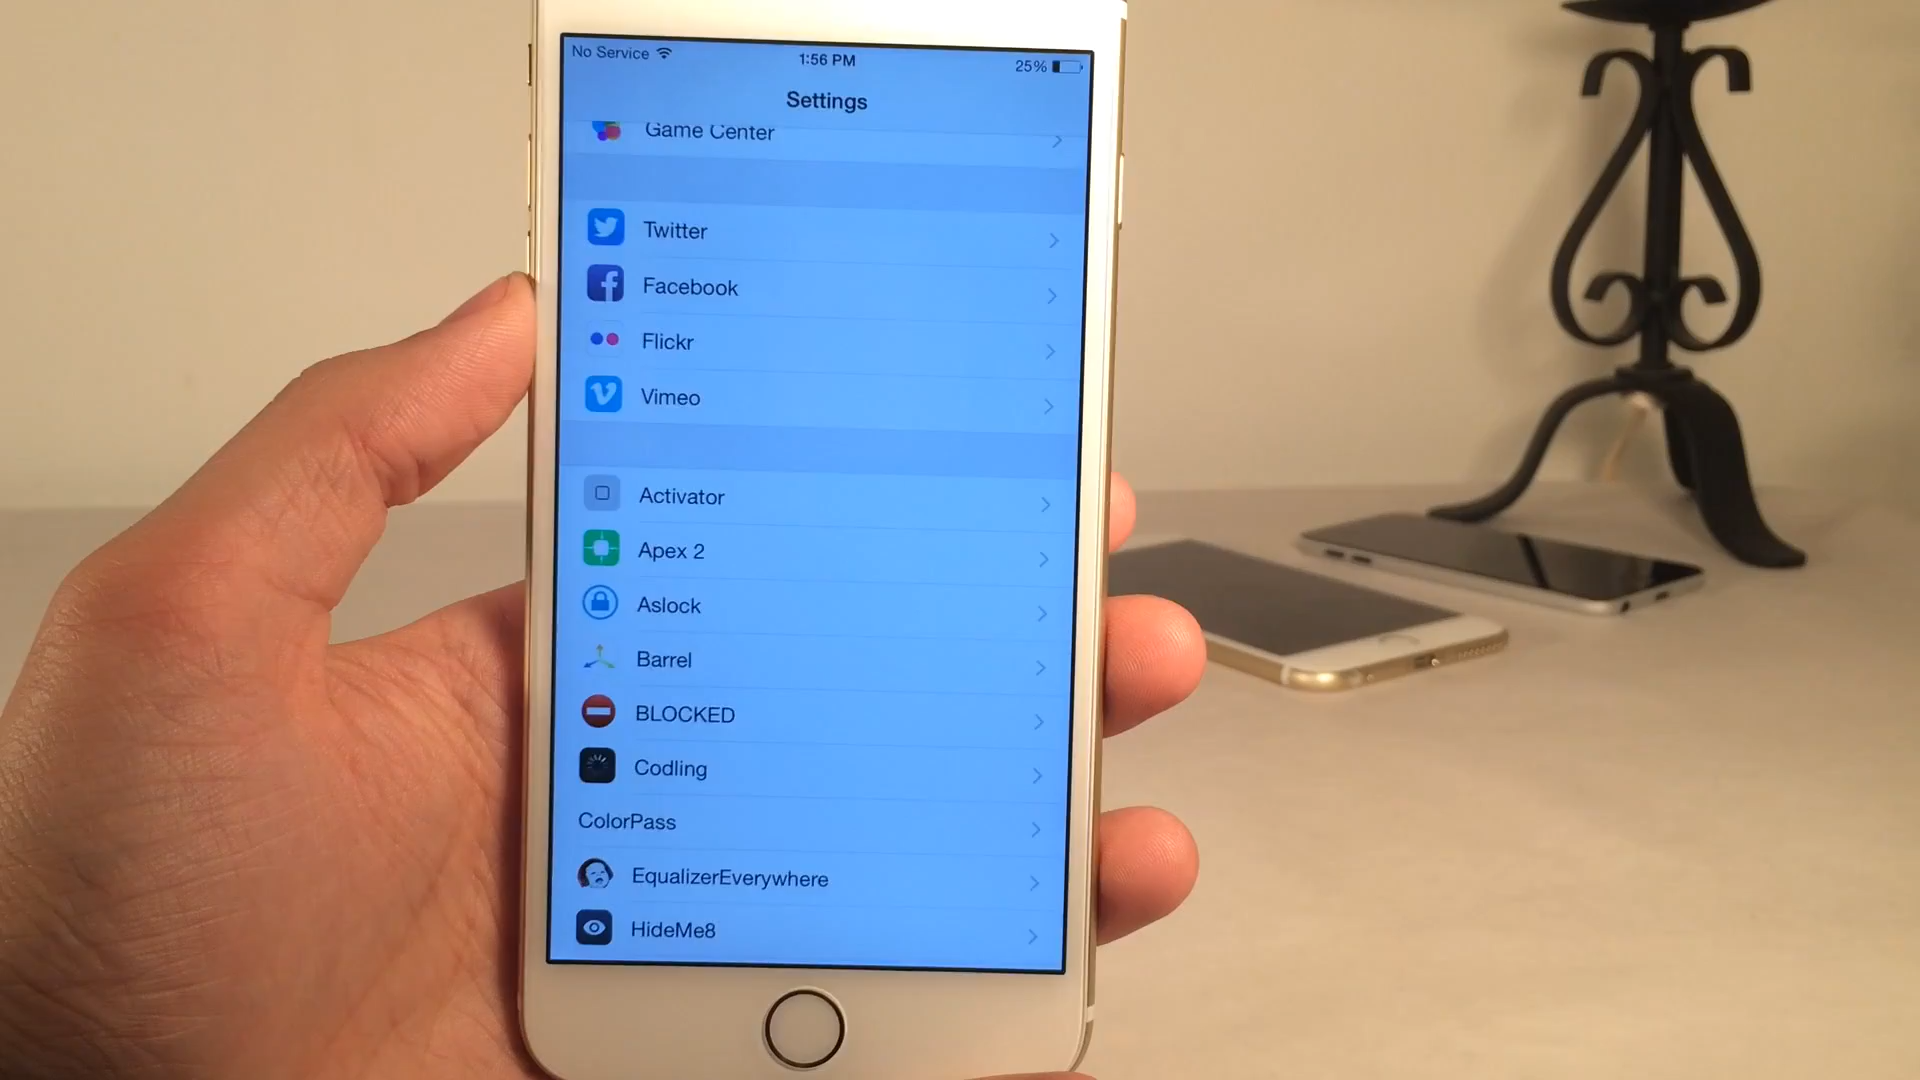 No Service
1:56 PM
25%
Settings
Game Center
Twitter
Facebook
Flickr
Vimeo
Activator
Apex 2
Aslock
Barrel
BLOCKED
Codling
ColorPass
EqualizerEverywhere
HideMe8